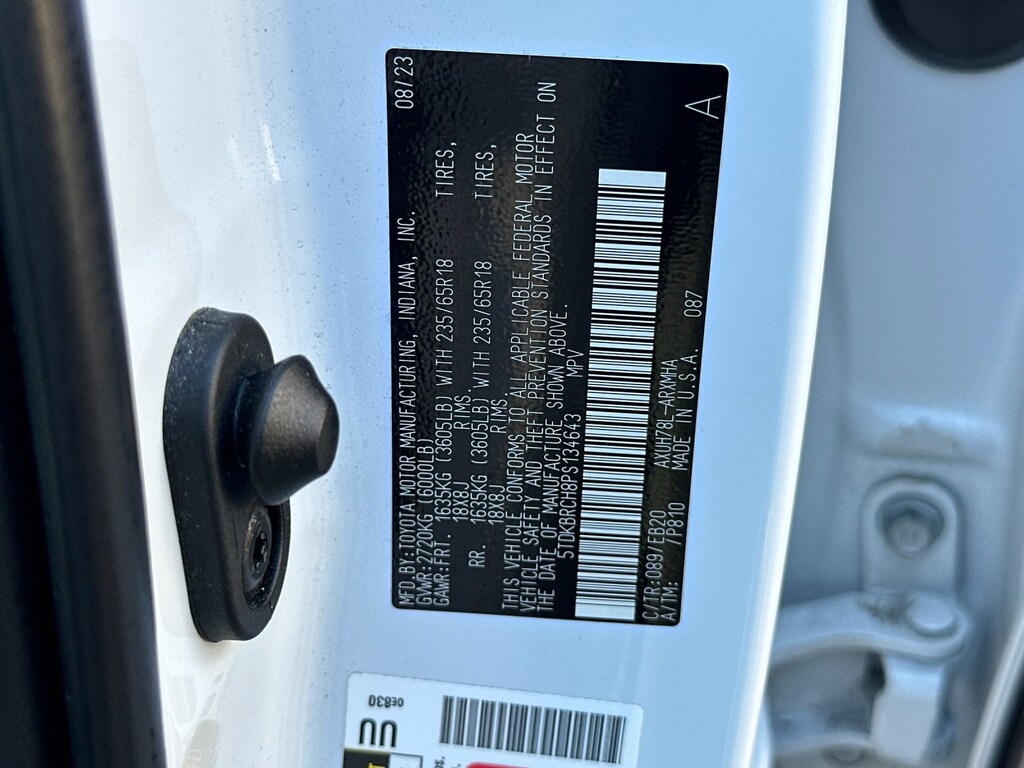 MFD.BY:TOYOTA MOTOR MANUFACTURING, INDIANA, INC. 08/23
GVWR:2720KG (6000LB)
GAWR:FRT. 1635KG (3605LB) WITH 235/65R18 TIRES,
18X8J RIMS.
RR. 1635KG (3605LB) WITH 235/65R18 TIRES,
18X8J RIMS.
THIS VEHICLE CONFORMS TO ALL APPLICABLE FEDERAL MOTOR
VEHICLE SAFETY AND THEFT PREVENTION STANDARDS IN EFFECT ON
THE DATE OF MANUFACTURE SHOWN ABOVE.
5TDKBRCH8PS134643 MPV
C/TR:089/EB20 AXUH78L-ARXMHA 087 A
A/TM: /P810 MADE IN U.S.A.
0E830
UU